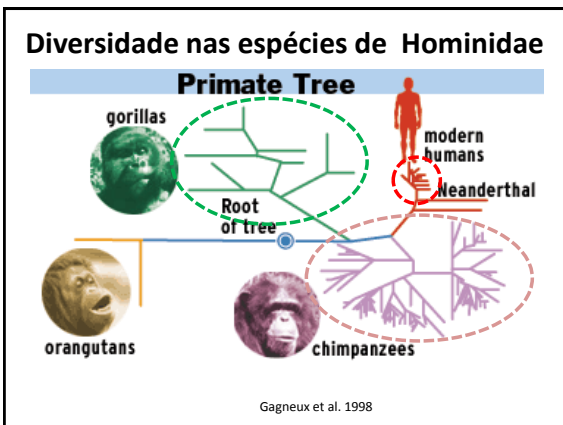 Diversidade nas espécies de Hominidae
Primate Tree
gorillas
modern
humans
Neanderthal
Root
of tree
orangutans
chimpanzees
Gagneux et al. 1998